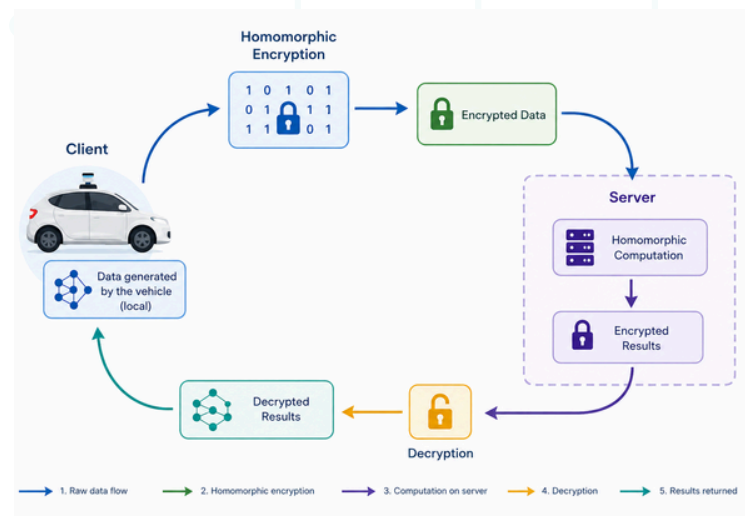 Homomorphic
Encryption
1 0 1 0 1
0 1 1 1
1 1 0 1
Encrypted Data
Client
Server
Homomorphic
Computation
Data generated
by the vehicle
(local)
Encrypted
Results
Decrypted
Results
Decryption
1. Raw data flow
2. Homomorphic encryption
3. Computation on server
4. Decryption
5. Results returned